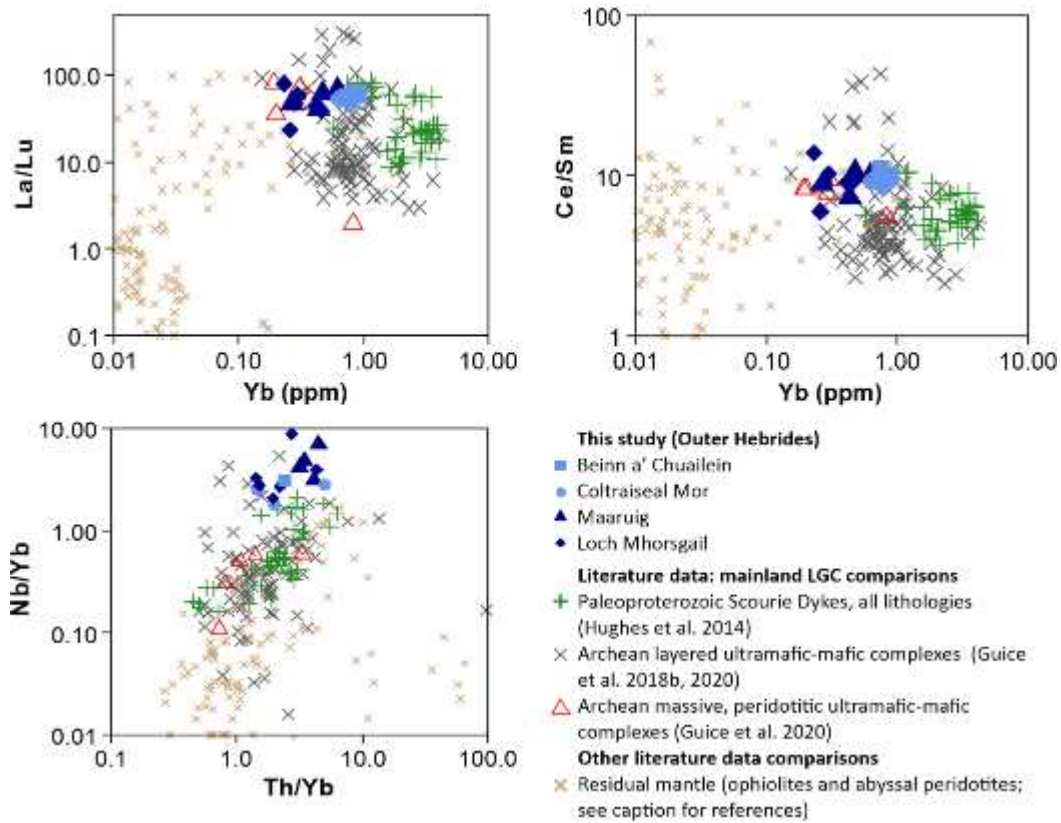 La/Lu
100.0
10.0
1.0
0.1
0.01
0.10
1.00
10.00
Yb (ppm)
Ce/Sm
100
10
1
0.01
0.10
1.00
10.00
Yb (ppm)
Nb/Yb
10.00
1.00
0.10
0.01
0.1
1.0
10.0
100.0
Th/Yb
This study (Outer Hebrides)
Beinn a' Chuailein
Coltraiseal Mor
Maaruig
Loch Mhorsgail
Literature data: mainland LGC comparisons
Paleoproterozoic Scourie Dykes, all lithologies
(Hughes et al. 2014)
Archean layered ultramafic-mafic complexes (Guice
et al. 2018b, 2020)
Archean massive, peridotitic ultramafic-mafic
complexes (Guice et al. 2020)
Other literature data comparisons
Residual mantle (ophiolites and abyssal peridotites;
see caption for references)